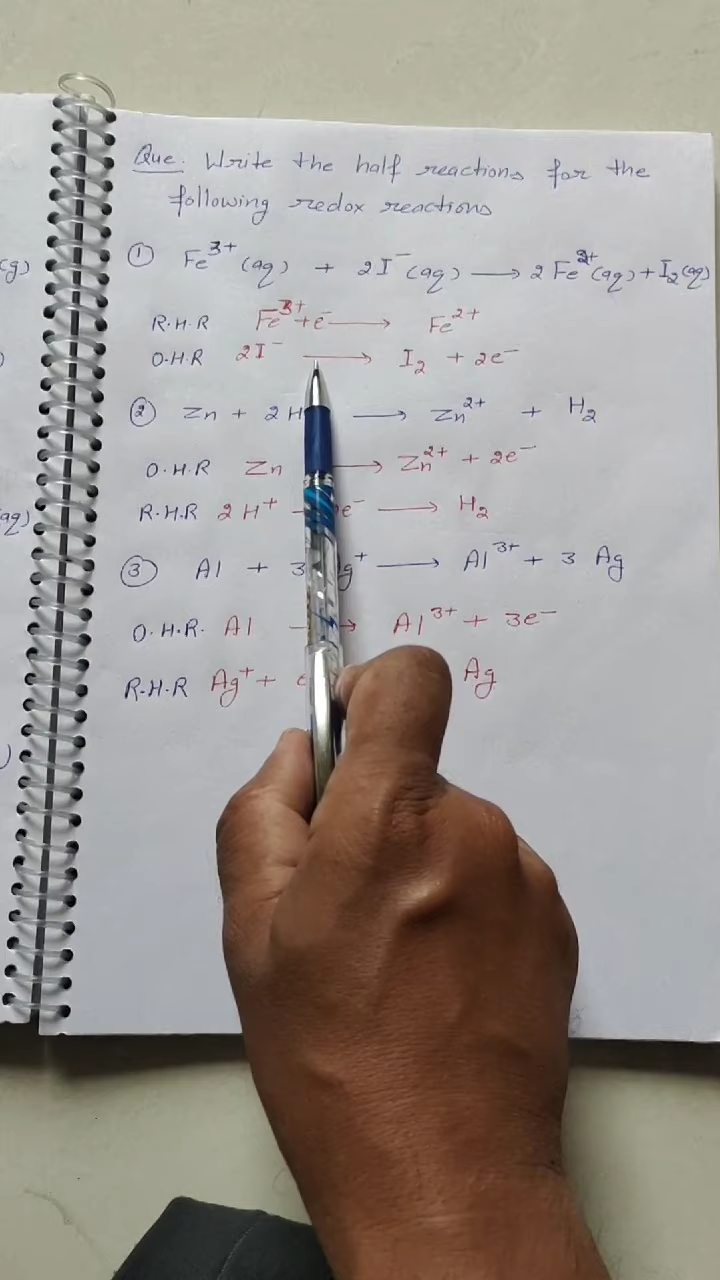 Que. Write the half reactions for the
following redox reactions
(g)
① Fe³⁺(aq) + 2I⁻(aq) ⟶ 2Fe²⁺(aq) + I₂(aq)
R.H.R Fe³⁺ + e⁻ ⟶ Fe²⁺
O.H.R 2I⁻ ⟶ I₂ + 2e⁻
② Zn + 2H ⟶ Zn²⁺ + H₂
O.H.R Zn ⟶ Zn²⁺ + 2e⁻
aq)
R.H.R 2H⁺ e⁻ ⟶ H₂
③ Al + 3 g⁺ ⟶ Al³⁺ + 3 Ag
O.H.R. Al ⟶ Al³⁺ + 3e⁻
R.H.R Ag⁺ + e Ag